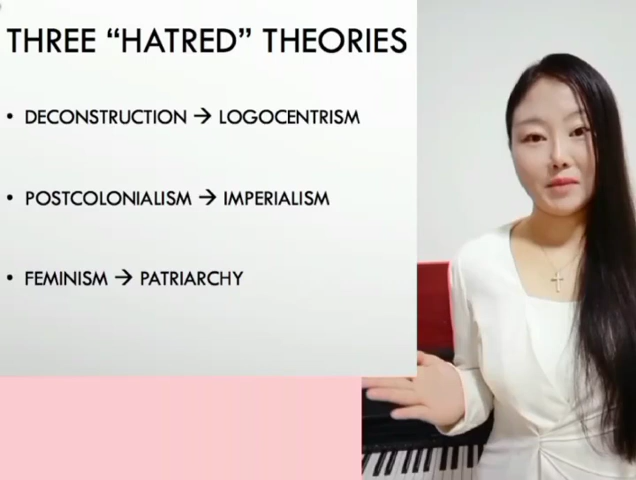 THREE “HATRED” THEORIES
• DECONSTRUCTION → LOGOCENTRISM
• POSTCOLONIALISM → IMPERIALISM
• FEMINISM → PATRIARCHY